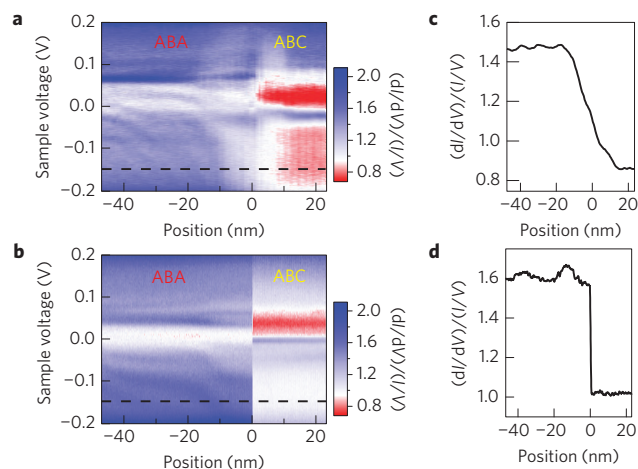 a
ABA
ABC
Sample voltage (V)
0.2
0.1
0.0
−0.1
−0.2
−40
−20
0
20
Position (nm)
2.0
1.6
1.2
0.8
(dI/dV)/(I/V)
c
(dI/dV)/(I/V)
1.6
1.4
1.2
1.0
0.8
−40
−20
0
20
Position (nm)
b
ABA
ABC
Sample voltage (V)
0.2
0.1
0.0
−0.1
−0.2
−40
−20
0
20
Position (nm)
2.0
1.6
1.2
0.8
(dI/dV)/(I/V)
d
(dI/dV)/(I/V)
1.6
1.4
1.2
1.0
−40
−20
0
20
Position (nm)